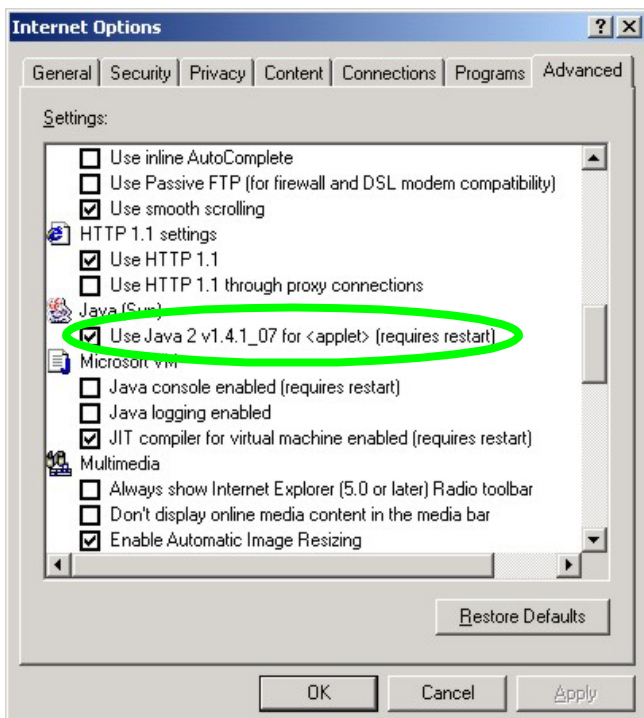 Internet Options
General Security Privacy Content Connections Programs Advanced
Settings:
Use inline AutoComplete
Use Passive FTP (for firewall and DSL modem compatibility)
Use smooth scrolling
HTTP 1.1 settings
Use HTTP 1.1
Use HTTP 1.1 through proxy connections
Java (Sun)
Use Java 2 v1.4.1_07 for <applet> (requires restart)
Microsoft VM
Java console enabled (requires restart)
Java logging enabled
JIT compiler for virtual machine enabled (requires restart)
Multimedia
Always show Internet Explorer (5.0 or later) Radio toolbar
Don't display online media content in the media bar
Enable Automatic Image Resizing
Restore Defaults
OK Cancel Apply